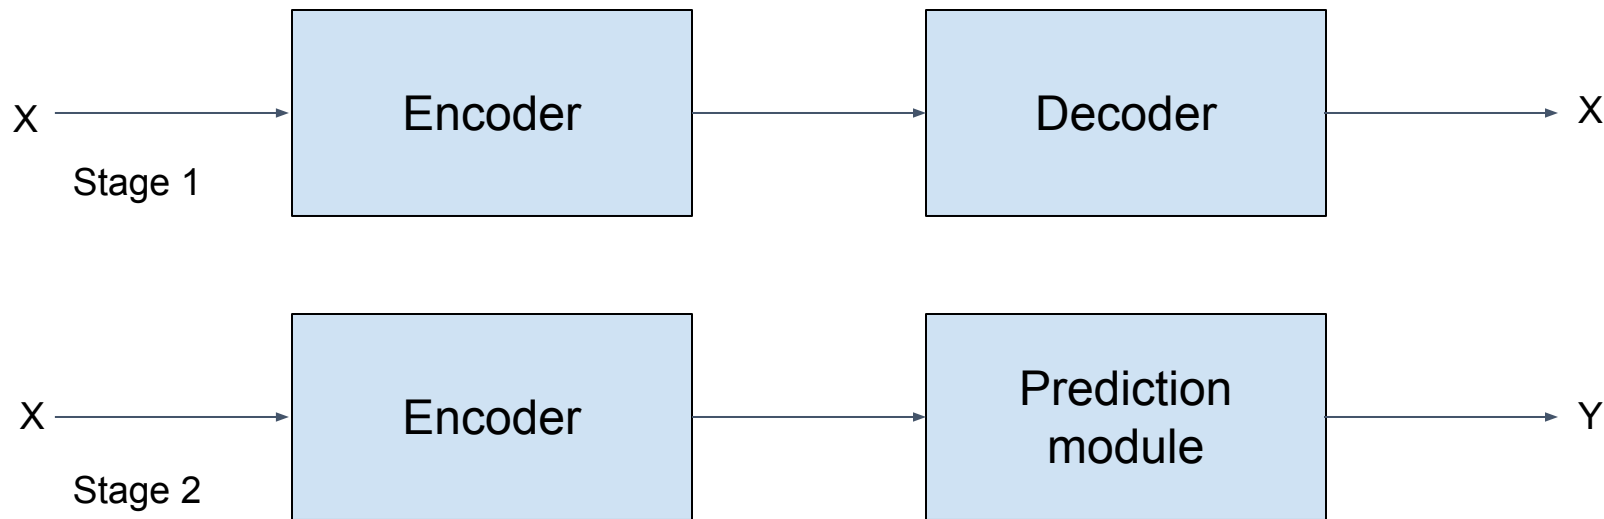 X
Encoder
Decoder
X
Stage 1
X
Encoder
Prediction
module
Y
Stage 2